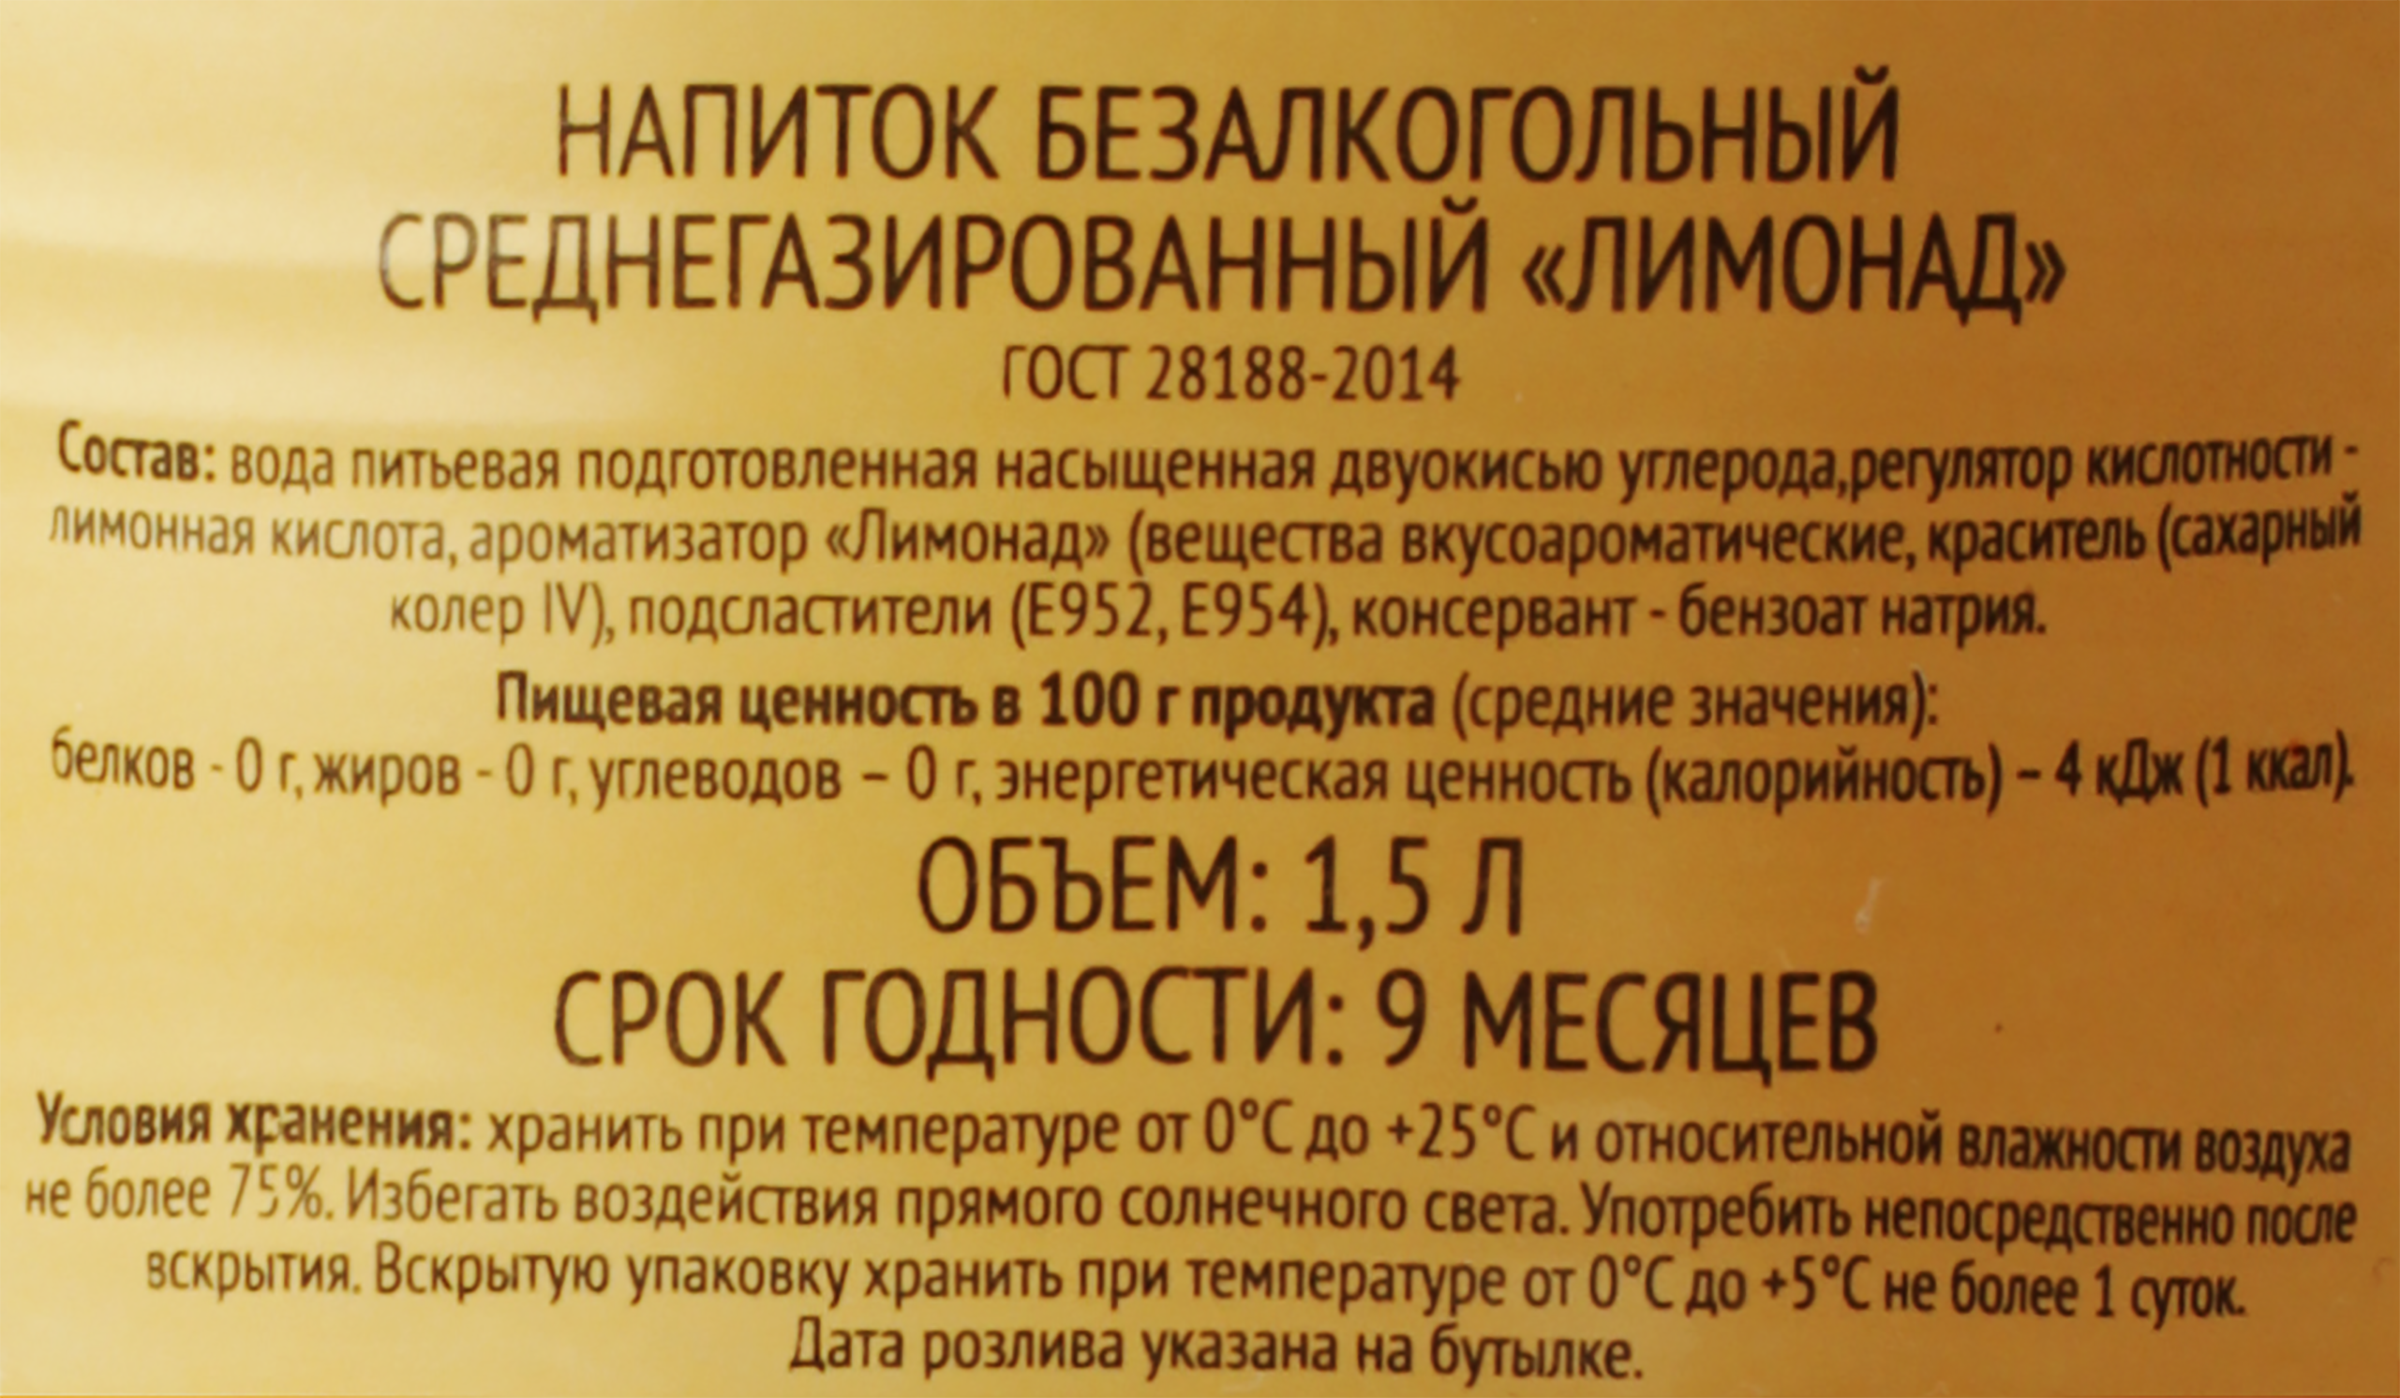 НАПИТОК БЕЗАЛКОГОЛЬНЫЙ
СРЕДНЕГАЗИРОВАННЫЙ «ЛИМОНАД»
ГОСТ 28188-2014
Состав: вода питьевая подготовленная насыщенная двуокисью углерода,регулятор кислотности -
лимонная кислота, ароматизатор «Лимонад» (вещества вкусоароматические, краситель (сахарный
колер IV), подсластители (Е952, Е954), консервант - бензоат натрия.
Пищевая ценность в 100 г продукта (средние значения):
белков - 0 г, жиров - 0 г, углеводов – 0 г, энергетическая ценность (калорийность) – 4 кДж (1 ккал).
ОБЪЕМ: 1,5 Л
СРОК ГОДНОСТИ: 9 МЕСЯЦЕВ
Условия хранения: хранить при температуре от 0°С до +25°С и относительной влажности воздуха
не более 75%. Избегать воздействия прямого солнечного света. Употребить непосредственно после
вскрытия. Вскрытую упаковку хранить при температуре от 0°С до +5°С не более 1 суток.
Дата розлива указана на бутылке.